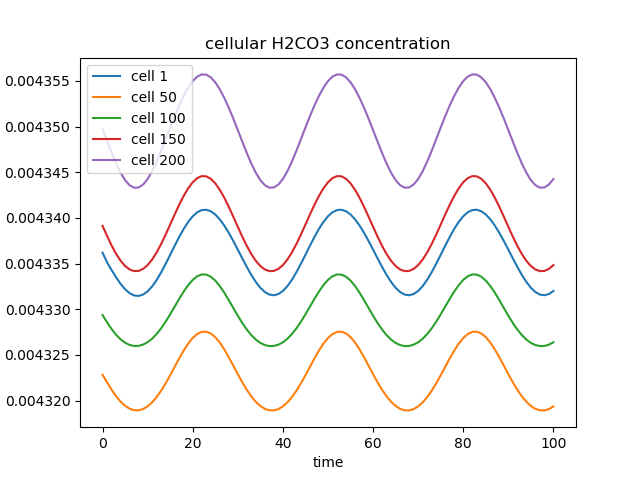 cellular H2CO3 concentration
cell 1
cell 50
cell 100
cell 150
cell 200
0.004355
0.004350
0.004345
0.004340
0.004335
0.004330
0.004325
0.004320
0 20 40 60 80 100
time